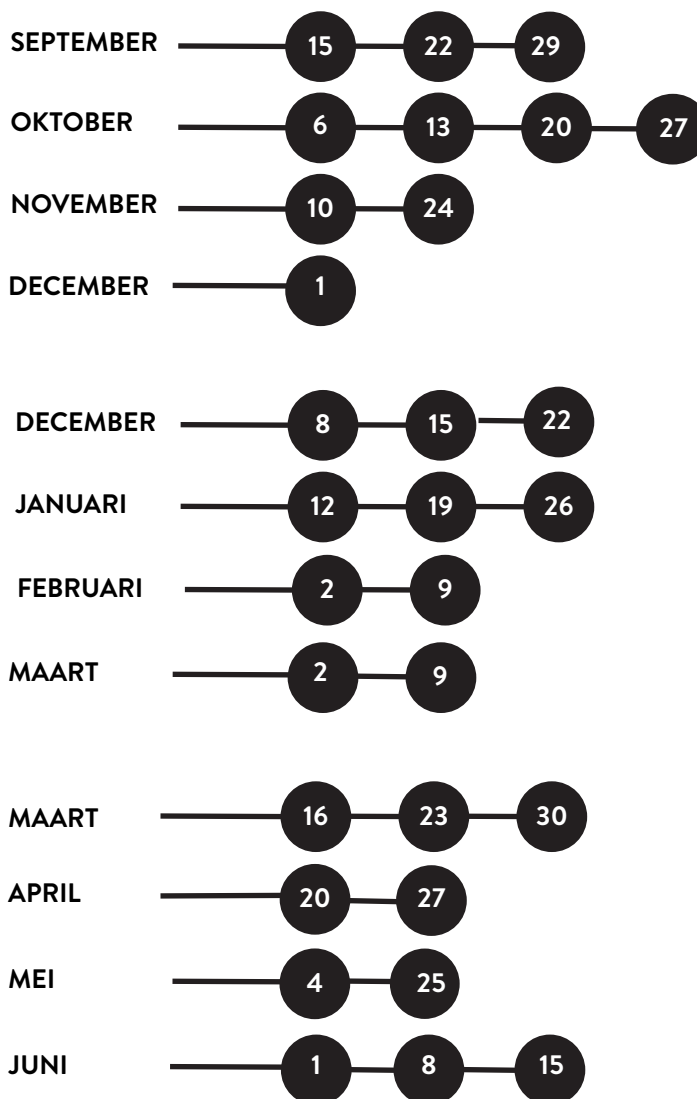 SEPTEMBER 15 22 29
OKTOBER 6 13 20 27
NOVEMBER 10 24
DECEMBER 1
DECEMBER 8 15 22
JANUARI 12 19 26
FEBRUARI 2 9
MAART 2 9
MAART 16 23 30
APRIL 20 27
MEI 4 25
JUNI 1 8 15